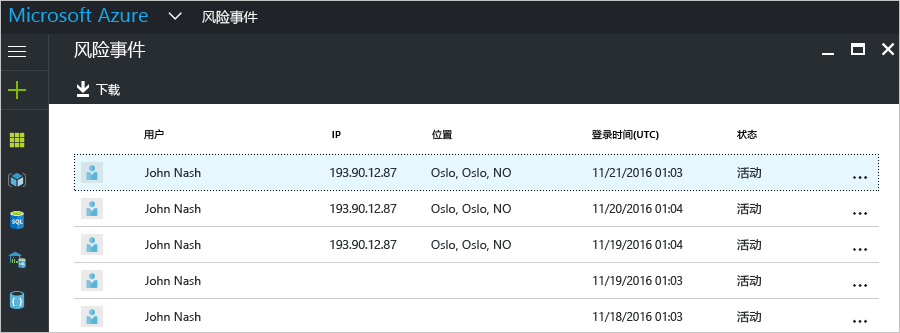 Microsoft Azure 风险事件
风险事件
下载
用户 IP 位置 登录时间(UTC) 状态
John Nash 193.90.12.87 Oslo, Oslo, NO 11/21/2016 01:03 活动 ...
John Nash 193.90.12.87 Oslo, Oslo, NO 11/20/2016 01:04 活动 ...
John Nash 193.90.12.87 Oslo, Oslo, NO 11/19/2016 01:04 活动 ...
John Nash 11/19/2016 01:03 活动 ...
John Nash 11/18/2016 01:03 活动 ...
SQL